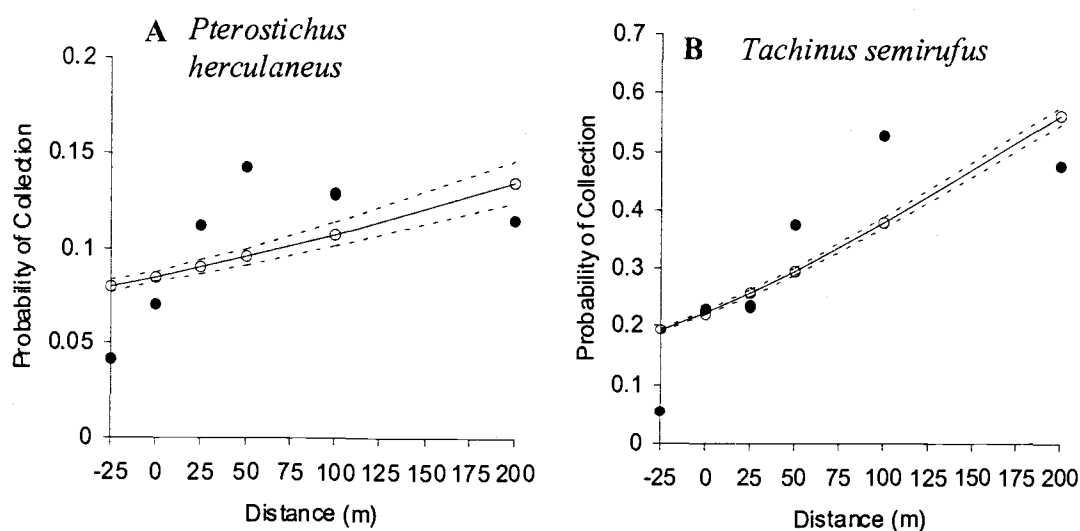 A Pterostichus
herculaneus
0.2
0.15
0.1
0.05
0
Probability of Collection
-25 0 25 50 75 100 125 150 175 200
Distance (m)
B Tachinus semirufus
0.7
0.6
0.5
0.4
0.3
0.2
0.1
0
Probability of Collection
-25 0 25 50 75 100 125 150 175 200
Distance (m)